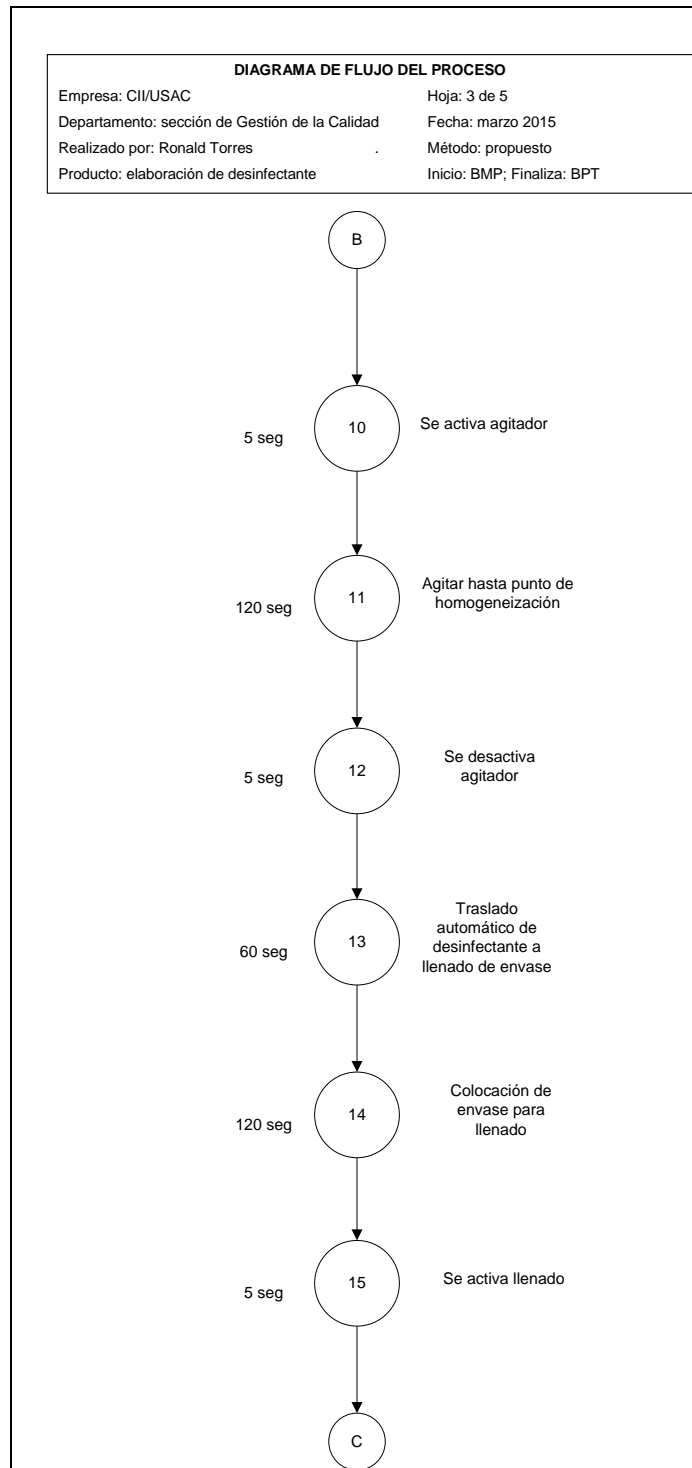 DIAGRAMA DE FLUJO DEL PROCESO
Empresa: CII/USAC
Hoja: 3 de 5
Departamento: sección de Gestión de la Calidad
Fecha: marzo 2015
Realizado por: Ronald Torres .
Método: propuesto
Producto: elaboración de desinfectante
Inicio: BMP; Finaliza: BPT
B
5 seg
10
Se activa agitador
120 seg
11
Agitar hasta punto de
homogeneización
5 seg
12
Se desactiva
agitador
60 seg
13
Traslado
automático de
desinfectante a
llenado de envase
120 seg
14
Colocación de
envase para
llenado
5 seg
15
Se activa llenado
C